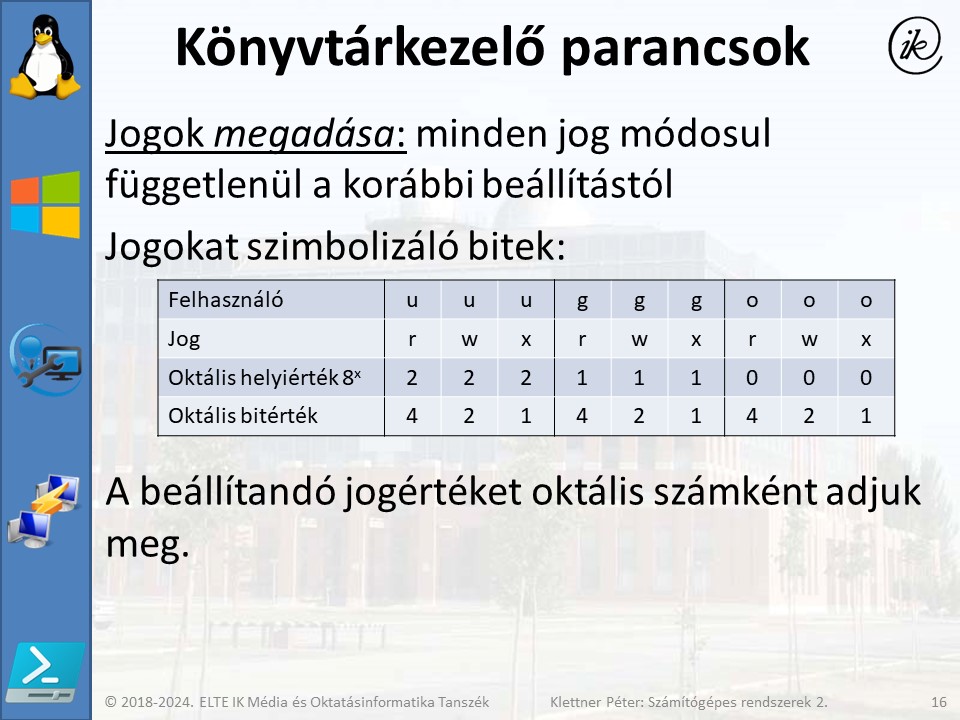 Könyvtárkezelő parancsok
ik
Jogok megadása: minden jog módosul
függetlenül a korábbi beállítástól
Jogokat szimbolizáló bitek:
Felhasználó u u u g g g o o o
Jog r w x r w x r w x
Oktális helyiérték 8ˣ 2 2 2 1 1 1 0 0 0
Oktális bitérték 4 2 1 4 2 1 4 2 1
A beállítandó jogértéket oktális számként adjuk
meg.
© 2018-2024. ELTE IK Média és Oktatásinformatika Tanszék Klettner Péter: Számítógépes rendszerek 2. 16